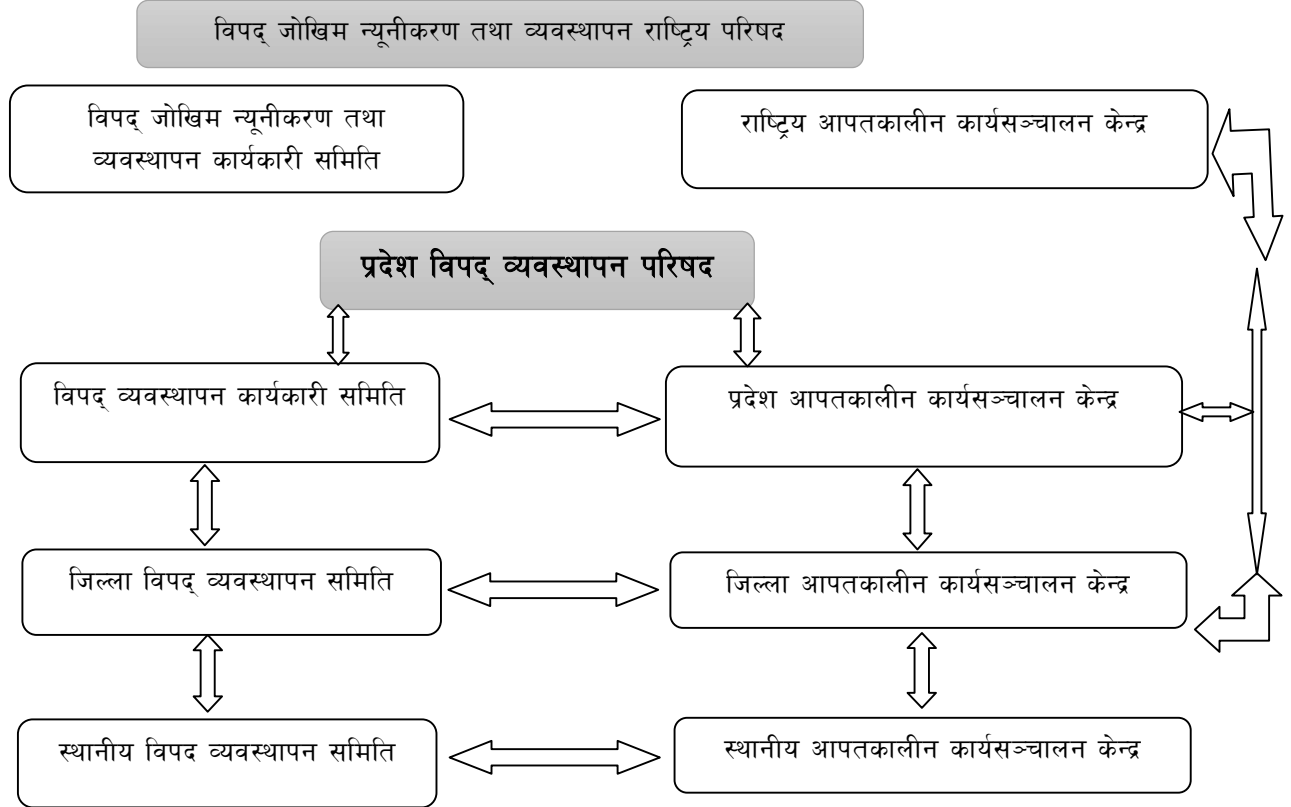 विपद् जोखिम न्यूनीकरण तथा व्यवस्थापन राष्ट्रिय परिषद
विपद् जोखिम न्यूनीकरण तथा
व्यवस्थापन कार्यकारी समिति
राष्ट्रिय आपतकालीन कार्यसञ्चालन केन्द्र
प्रदेश विपद् व्यवस्थापन परिषद
विपद् व्यवस्थापन कार्यकारी समिति
प्रदेश आपतकालीन कार्यसञ्चालन केन्द्र
जिल्ला विपद् व्यवस्थापन समिति
जिल्ला आपतकालीन कार्यसञ्चालन केन्द्र
स्थानीय विपद व्यवस्थापन समिति
स्थानीय आपतकालीन कार्यसञ्चालन केन्द्र